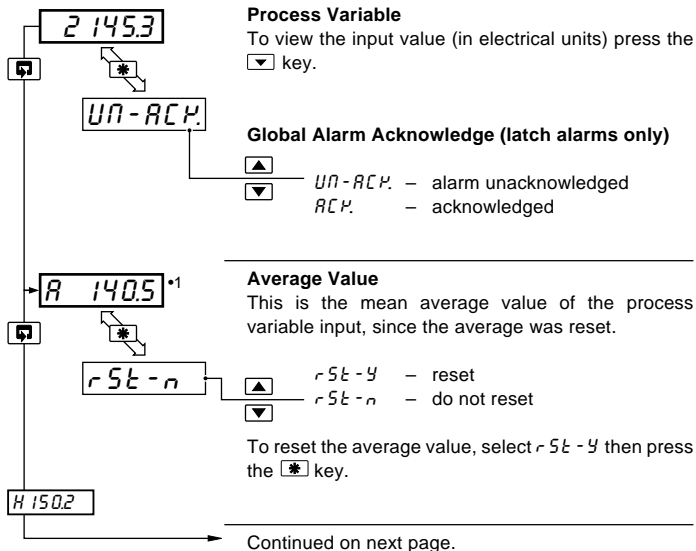 2145.3
Process Variable
To view the input value (in electrical units) press the
▼ key.
UN-ACK.
Global Alarm Acknowledge (latch alarms only)
▲
▼
UN-ACK. – alarm unacknowledged
ACK. – acknowledged
A 140.5 •1
Average Value
This is the mean average value of the process
variable input, since the average was reset.
rSt-n
▲
▼
rSt-Y – reset
rSt-n – do not reset
To reset the average value, select rSt-Y then press
the ✱ key.
H 150.2
Continued on next page.